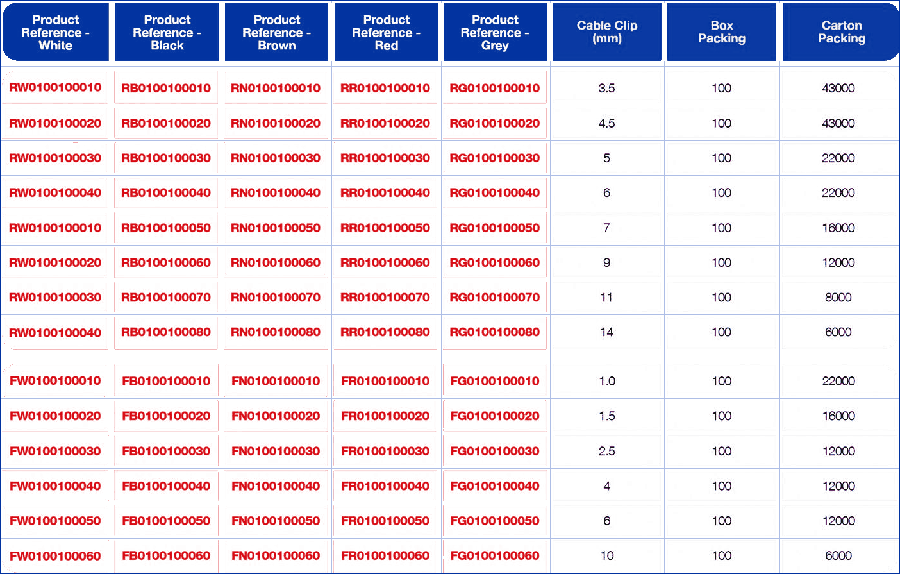 Product Reference - White Product Reference - Black Product Reference - Brown Product Reference - Red Product Reference - Grey Cable Clip (mm) Box Packing Carton Packing
RW0100100010 RB0100100010 RN0100100010 RR0100100010 RG0100100010 3.5 100 43000
RW0100100020 RB0100100020 RN0100100020 RR0100100020 RG0100100020 4.5 100 43000
RW0100100030 RB0100100030 RN0100100030 RR0100100030 RG0100100030 5 100 22000
RW0100100040 RB0100100040 RN0100100040 RR0100100040 RG0100100040 6 100 22000
RW0100100010 RB0100100050 RN0100100050 RR0100100050 RG0100100050 7 100 16000
RW0100100020 RB0100100060 RN0100100060 RR0100100060 RG0100100060 9 100 12000
RW0100100030 RB0100100070 RN0100100070 RR0100100070 RG0100100070 11 100 8000
RW0100100040 RB0100100080 RN0100100080 RR0100100080 RG0100100080 14 100 6000
FW0100100010 FB0100100010 FN0100100010 FR0100100010 FG0100100010 1.0 100 22000
FW0100100020 FB0100100020 FN0100100020 FR0100100020 FG0100100020 1.5 100 16000
FW0100100030 FB0100100030 FN0100100030 FR0100100030 FG0100100030 2.5 100 12000
FW0100100040 FB0100100040 FN0100100040 FR0100100040 FG0100100040 4 100 12000
FW0100100050 FB0100100050 FN0100100050 FR0100100050 FG0100100050 6 100 12000
FW0100100060 FB0100100060 FN0100100060 FR0100100060 FG0100100060 10 100 6000